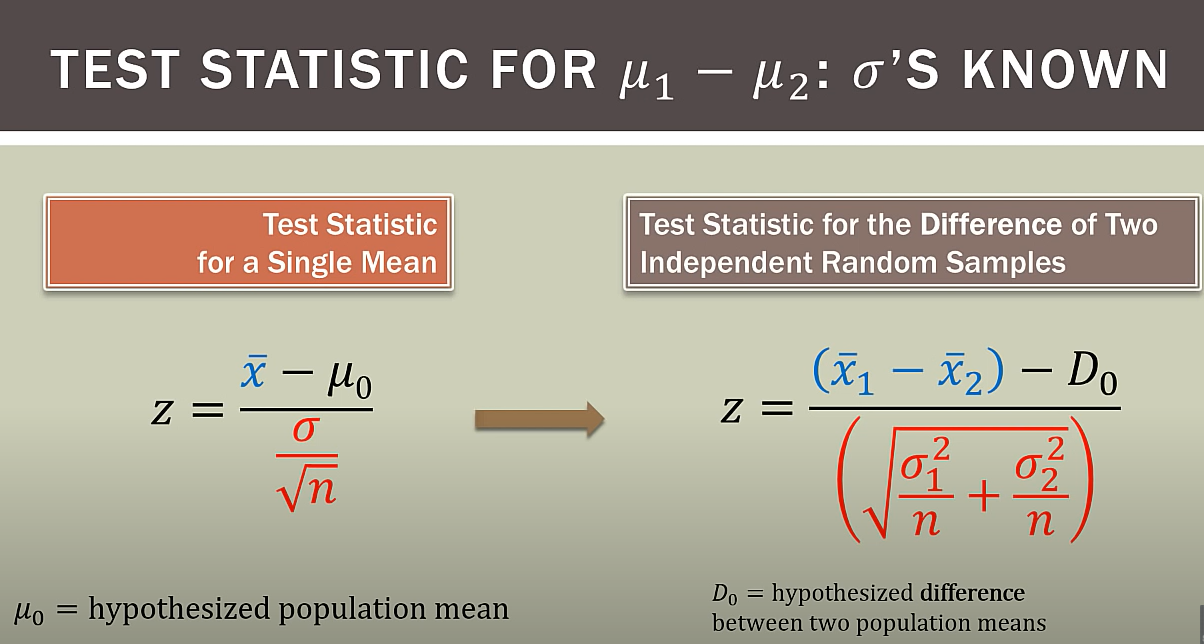 TEST STATISTIC FOR μ₁ − μ₂: σ’S KNOWN
Test Statistic
for a Single Mean
Test Statistic for the Difference of Two
Independent Random Samples
z = (x̄ − μ₀) / (σ / √n)
z = ((x̄₁ − x̄₂) − D₀) / (√(σ₁²/n + σ₂²/n))
μ₀ = hypothesized population mean
D₀ = hypothesized difference
between two population means